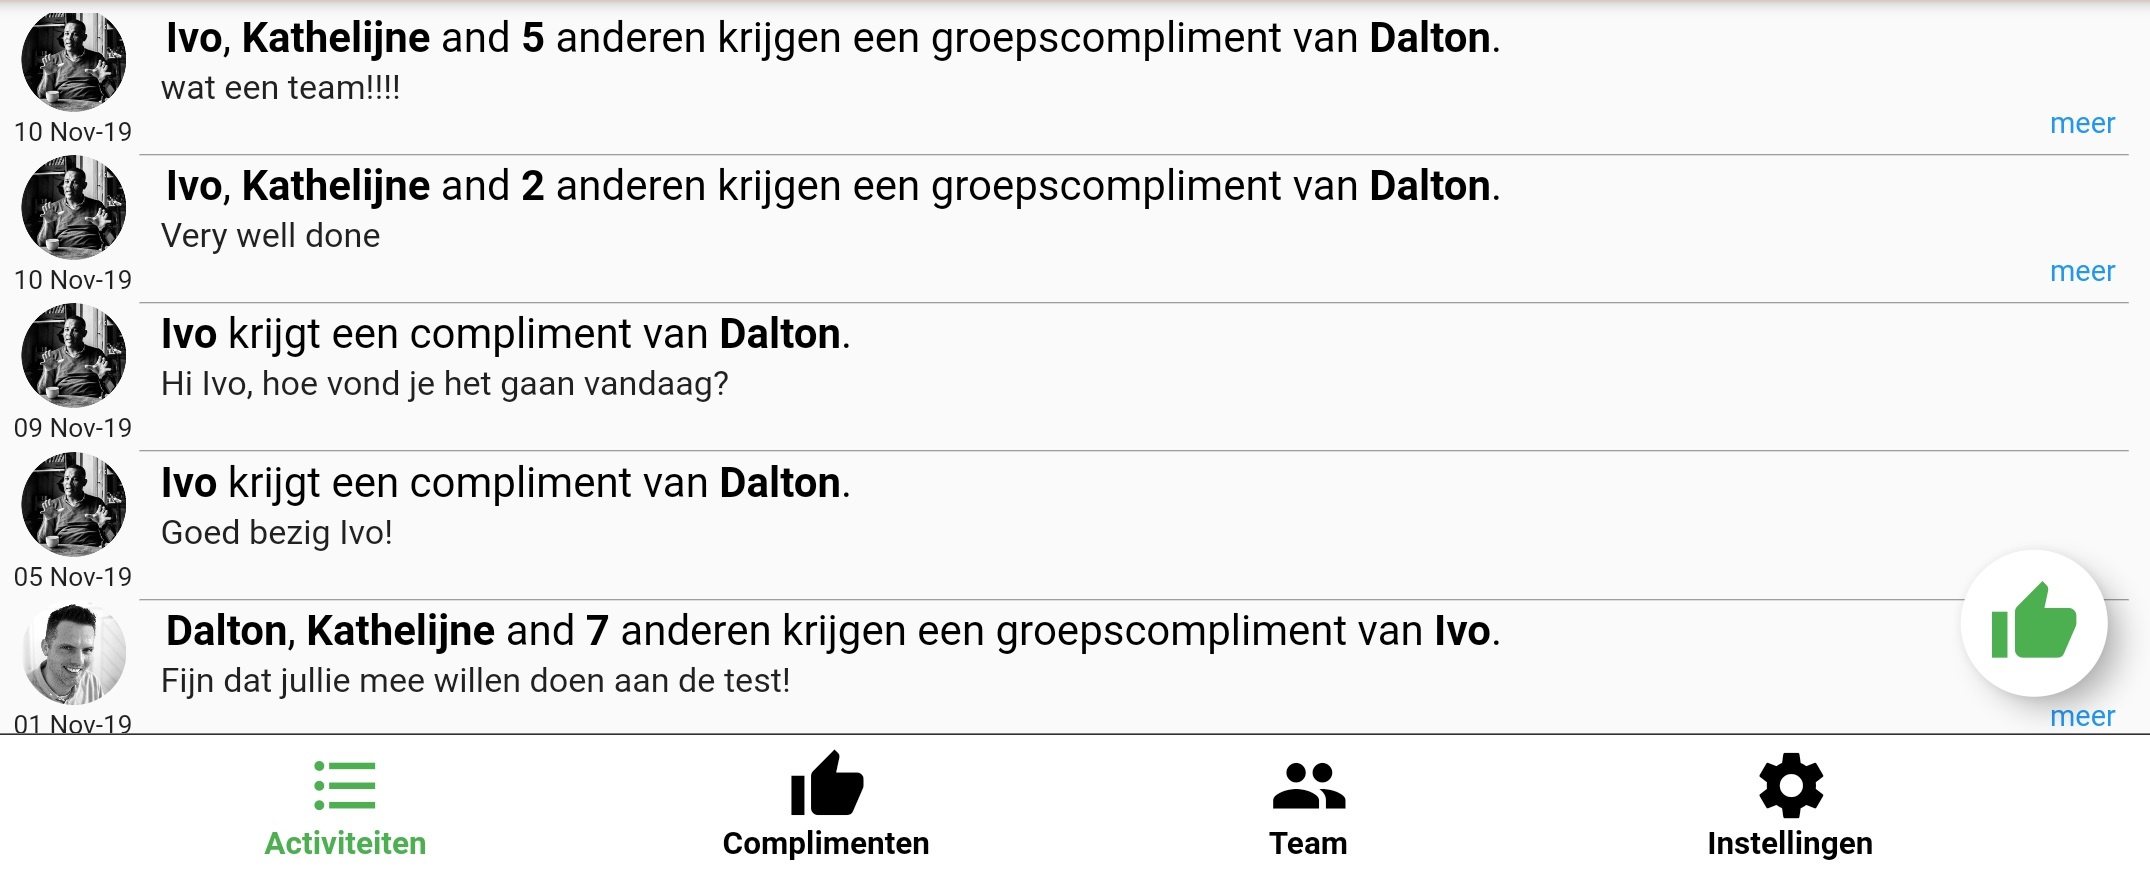 Ivo, Kathelijne and 5 anderen krijgen een groepscompliment van Dalton.
wat een team!!!!
10 Nov-19
meer
Ivo, Kathelijne and 2 anderen krijgen een groepscompliment van Dalton.
Very well done
10 Nov-19
meer
Ivo krijgt een compliment van Dalton.
Hi Ivo, hoe vond je het gaan vandaag?
09 Nov-19
Ivo krijgt een compliment van Dalton.
Goed bezig Ivo!
05 Nov-19
Dalton, Kathelijne and 7 anderen krijgen een groepscompliment van Ivo.
Fijn dat jullie mee willen doen aan de test!
01 Nov-19
meer
Activiteiten
Complimenten
Team
Instellingen